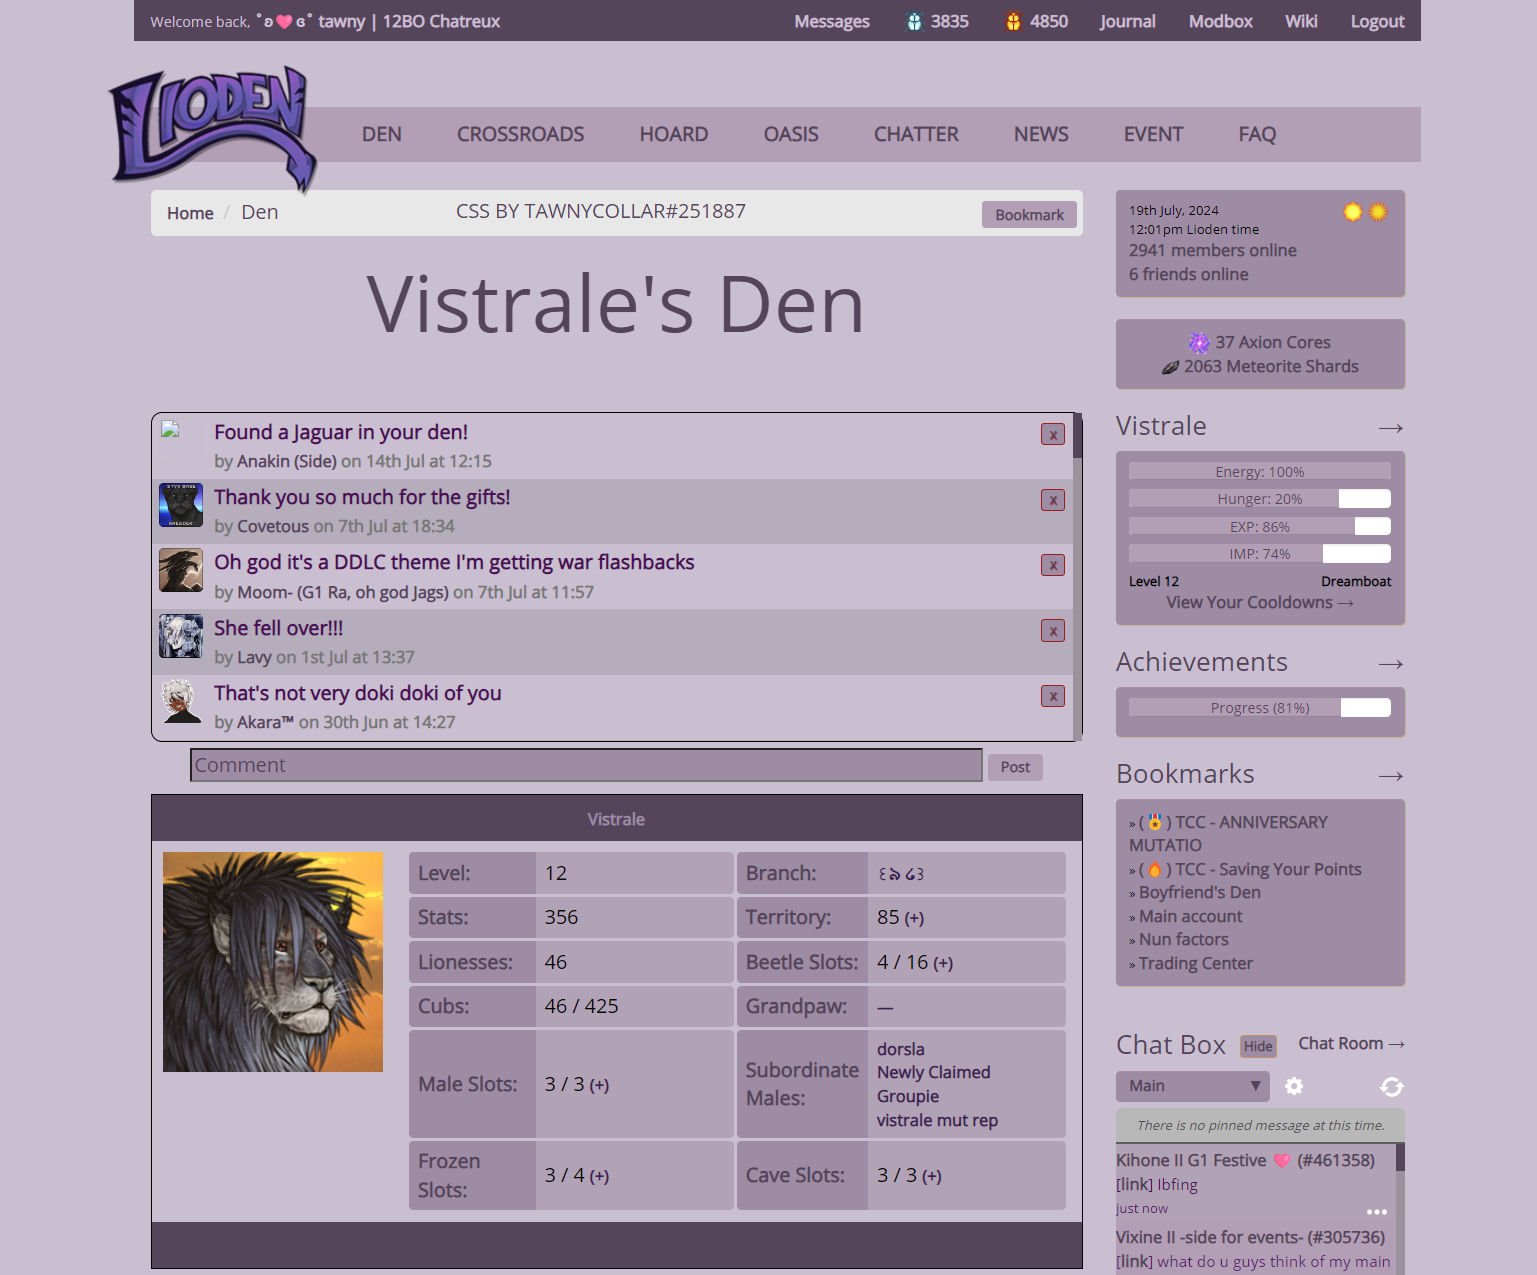 Welcome back, ˚ʚ💗ɞ˚ tawny | 12BO Chatreux
Messages 3835 4850 Journal Modbox Wiki Logout
LIODEN
DEN CROSSROADS HOARD OASIS CHATTER NEWS EVENT FAQ
Home / Den CSS BY TAWNYCOLLAR#251887 Bookmark
Vistrale's Den
Found a Jaguar in your den! x
by Anakin (Side) on 14th Jul at 12:15
Thank you so much for the gifts! x
by Covetous on 7th Jul at 18:34
Oh god it's a DDLC theme I'm getting war flashbacks x
by Moom- (G1 Ra, oh god Jags) on 7th Jul at 11:57
She fell over!!! x
by Lavy on 1st Jul at 13:37
That's not very doki doki of you x
by Akara™ on 30th Jun at 14:27
Comment Post
Vistrale
Level: 12 Branch:
Stats: 356 Territory: 85 (+)
Lionesses: 46 Beetle Slots: 4 / 16 (+)
Cubs: 46 / 425 Grandpaw: —
Male Slots: 3 / 3 (+) Subordinate Males:
dorsla
Newly Claimed
Groupie
vistrale mut rep
Frozen Slots: 3 / 4 (+) Cave Slots: 3 / 3 (+)
19th July, 2024
12:01pm Lioden time
2941 members online
6 friends online
37 Axion Cores
2063 Meteorite Shards
Vistrale →
Energy: 100%
Hunger: 20%
EXP: 86%
IMP: 74%
Level 12 Dreamboat
View Your Cooldowns →
Achievements →
Progress (81%)
Bookmarks →
» (🏅) TCC - ANNIVERSARY
MUTATIO
» (🔥) TCC - Saving Your Points
» Boyfriend's Den
» Main account
» Nun factors
» Trading Center
Chat Box Hide Chat Room →
Main ▼
There is no pinned message at this time.
Kihone II G1 Festive 💗 (#461358)
[link] Ibfing
just now
Vixine II -side for events- (#305736)
[link] what do u guys think of my main